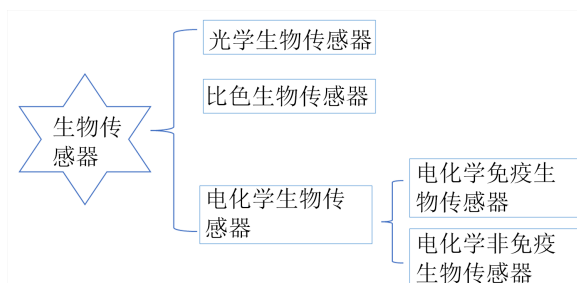 光学生物传感器
比色生物传感器
生物传
感器
电化学生物传
感器
电化学免疫生
物传感器
电化学非免疫
生物传感器